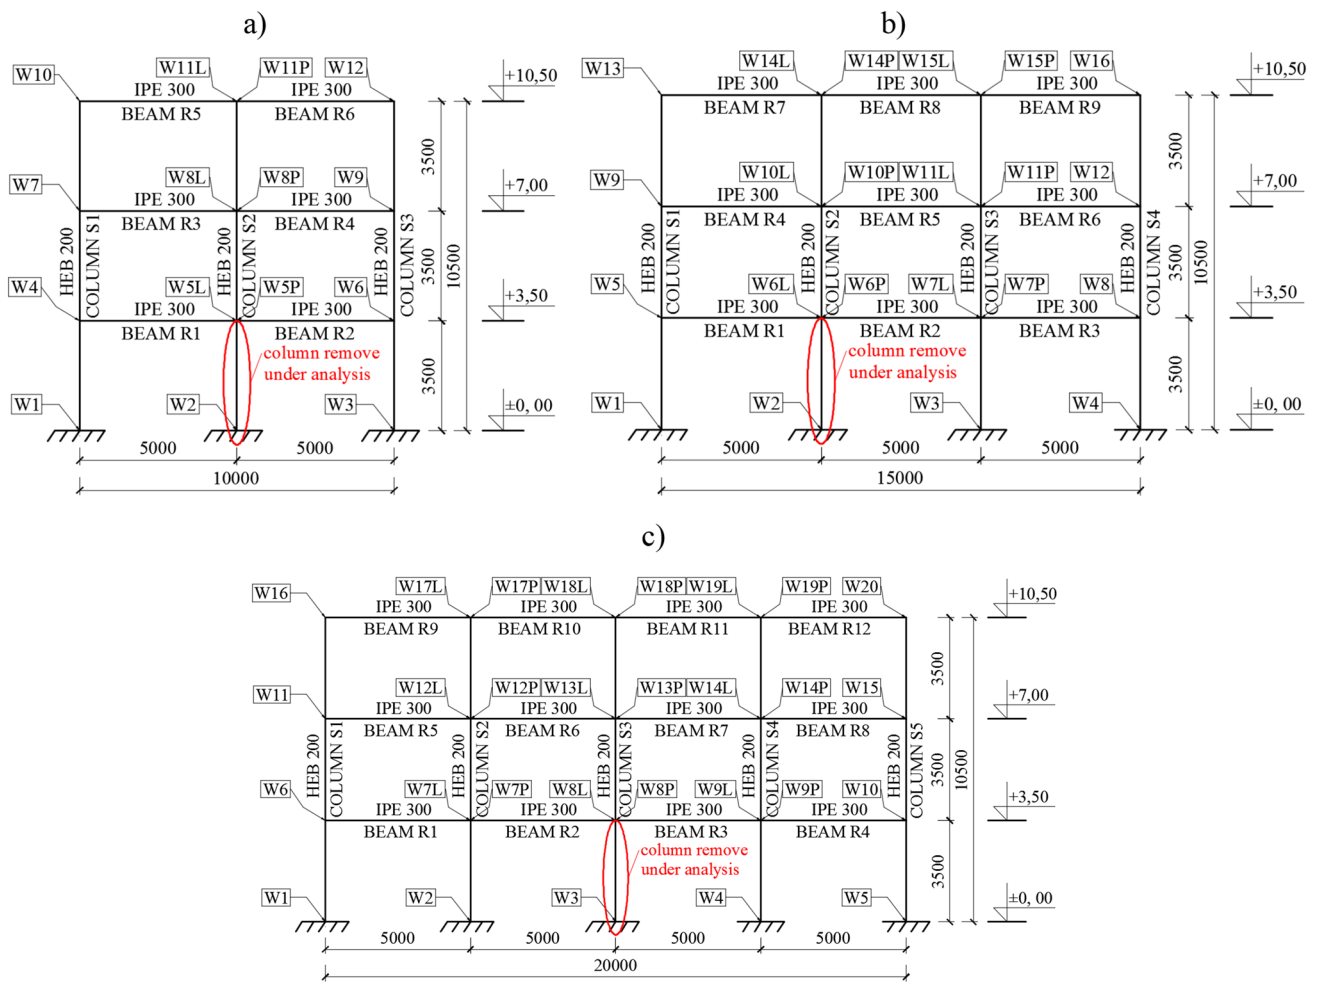 a)
W10
W11L
W11P
W12
IPE 300
IPE 300
BEAM R5
BEAM R6
+10,50
W7
W8L
W8P
W9
IPE 300
IPE 300
BEAM R3
BEAM R4
+7,00
3500
HEB 200
COLUMN S1
HEB 200
COLUMN S2
HEB 200
COLUMN S3
3500
10500
W4
W5L
W5P
W6
IPE 300
IPE 300
BEAM R1
BEAM R2
+3,50
column remove
under analysis
3500
W1
W2
W3
±0, 00
5000
5000
10000
b)
W13
W14L
W14P
W15L
W15P
W16
IPE 300
IPE 300
IPE 300
BEAM R7
BEAM R8
BEAM R9
+10,50
3500
W9
W10L
W10P
W11L
W11P
W12
IPE 300
IPE 300
IPE 300
BEAM R4
BEAM R5
BEAM R6
+7,00
HEB 200
COLUMN S1
HEB 200
COLUMN S2
HEB 200
COLUMN S3
HEB 200
COLUMN S4
3500
10500
W5
W6L
W6P
W7L
W7P
W8
IPE 300
IPE 300
IPE 300
BEAM R1
BEAM R2
BEAM R3
+3,50
column remove
under analysis
3500
W1
W2
W3
W4
±0, 00
5000
5000
5000
15000
c)
W16
W17L
W17P
W18L
W18P
W19L
W19P
W20
IPE 300
IPE 300
IPE 300
IPE 300
BEAM R9
BEAM R10
BEAM R11
BEAM R12
+10,50
3500
W11
W12L
W12P
W13L
W13P
W14L
W14P
W15
IPE 300
IPE 300
IPE 300
IPE 300
BEAM R5
BEAM R6
BEAM R7
BEAM R8
+7,00
HEB 200
COLUMN S1
HEB 200
COLUMN S2
HEB 200
COLUMN S3
HEB 200
COLUMN S4
HEB 200
COLUMN S5
3500
10500
W6
W7L
W7P
W8L
W8P
W9L
W9P
W10
IPE 300
IPE 300
IPE 300
IPE 300
BEAM R1
BEAM R2
BEAM R3
BEAM R4
+3,50
column remove
under analysis
3500
W1
W2
W3
W4
W5
±0, 00
5000
5000
5000
5000
20000